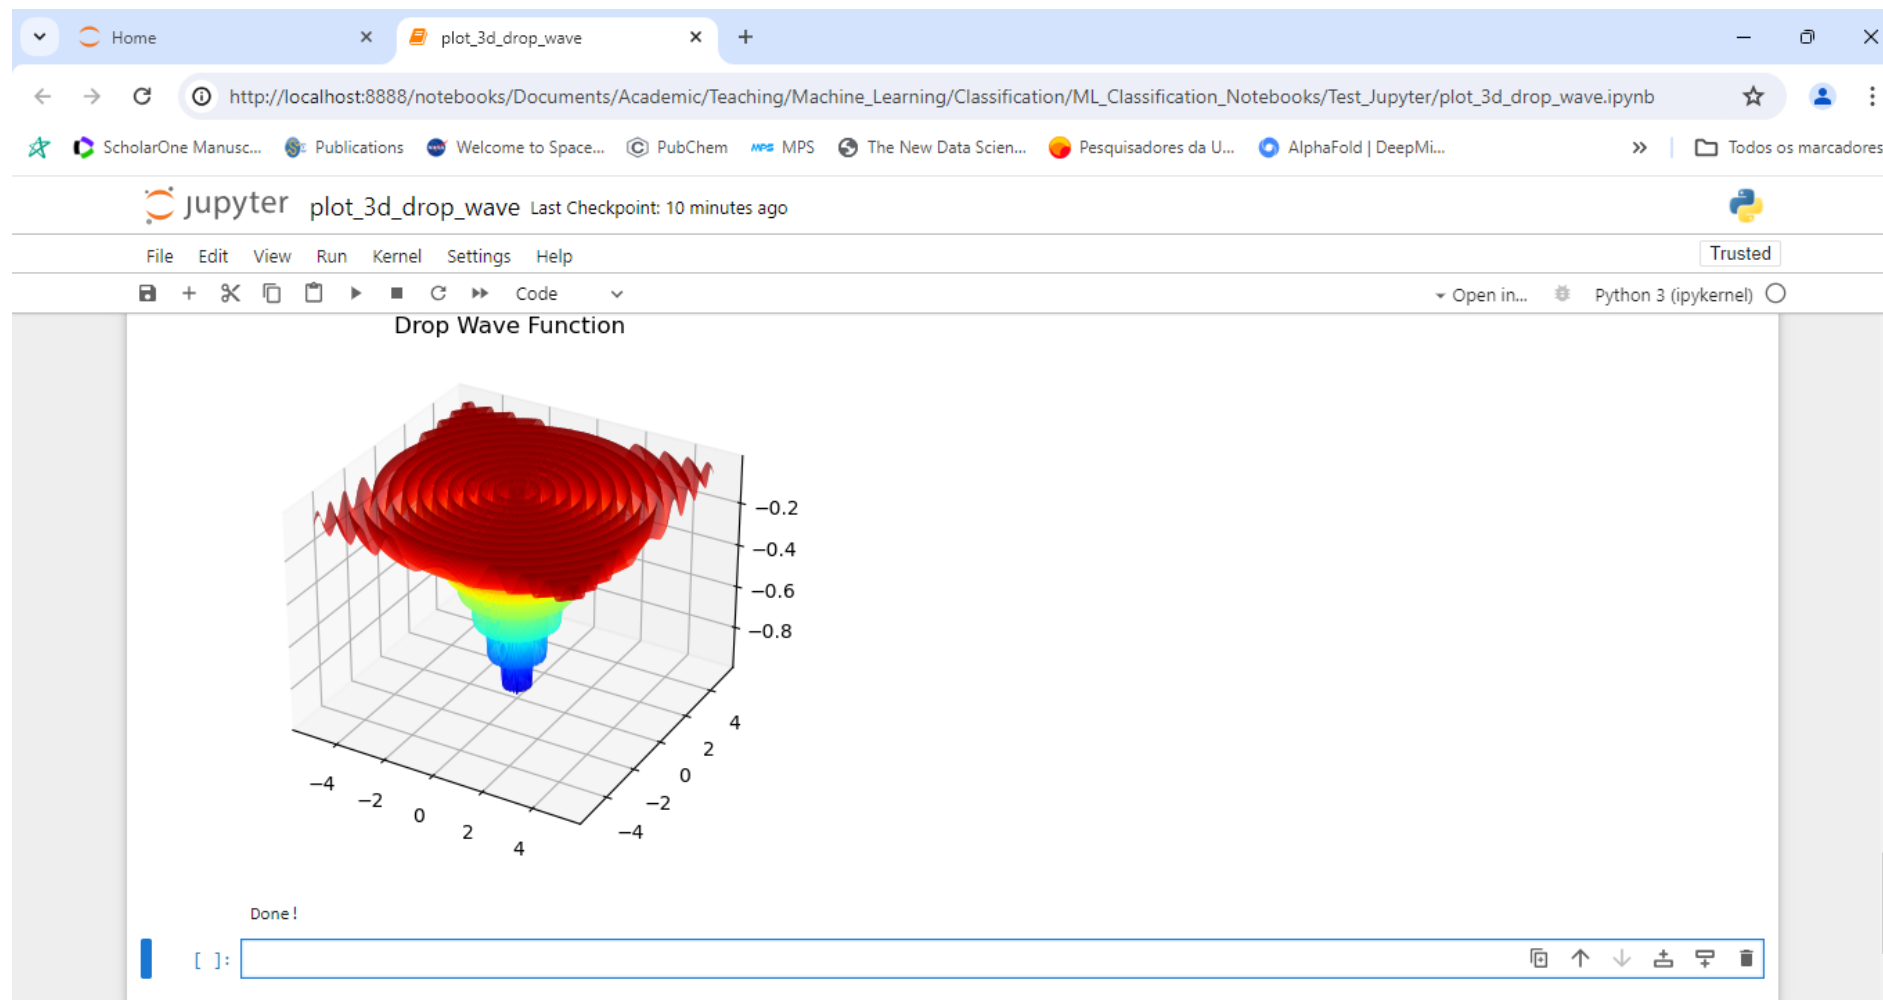 Home
plot_3d_drop_wave
http://localhost:8888/notebooks/Documents/Academic/Teaching/Machine_Learning/Classification/ML_Classification_Notebooks/Test_Jupyter/plot_3d_drop_wave.ipynb
ScholarOne Manusc... Publications Welcome to Space... PubChem MPS MPS The New Data Scien... Pesquisadores da U... AlphaFold | DeepMi... » Todos os marcadores
jupyter plot_3d_drop_wave Last Checkpoint: 10 minutes ago
File Edit View Run Kernel Settings Help Trusted
Code Open in... Python 3 (ipykernel)
Drop Wave Function
−0.2
−0.4
−0.6
−0.8
4
2
0
−2
−4
−4
−2
0
2
4
Done!
[ ]: